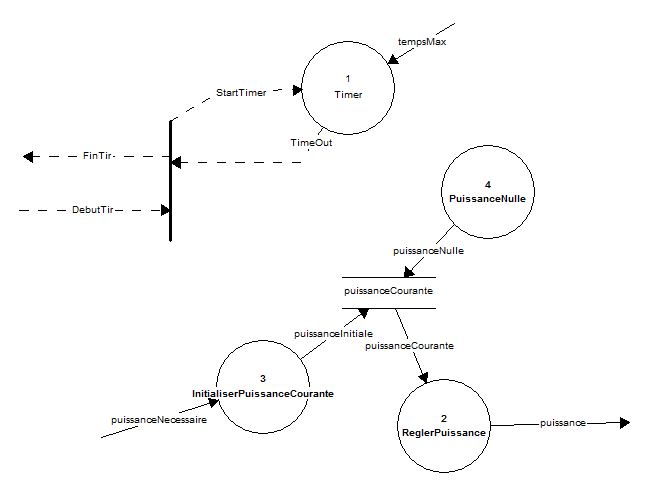 tempsMax
1
Timer
StartTimer
TimeOut
FinTir
DebutTir
4
PuissanceNulle
puissanceNulle
puissanceCourante
puissanceInitiale
puissanceCourante
3
InitialiserPuissanceCourante
puissanceNecessaire
2
ReglerPuissance
puissance